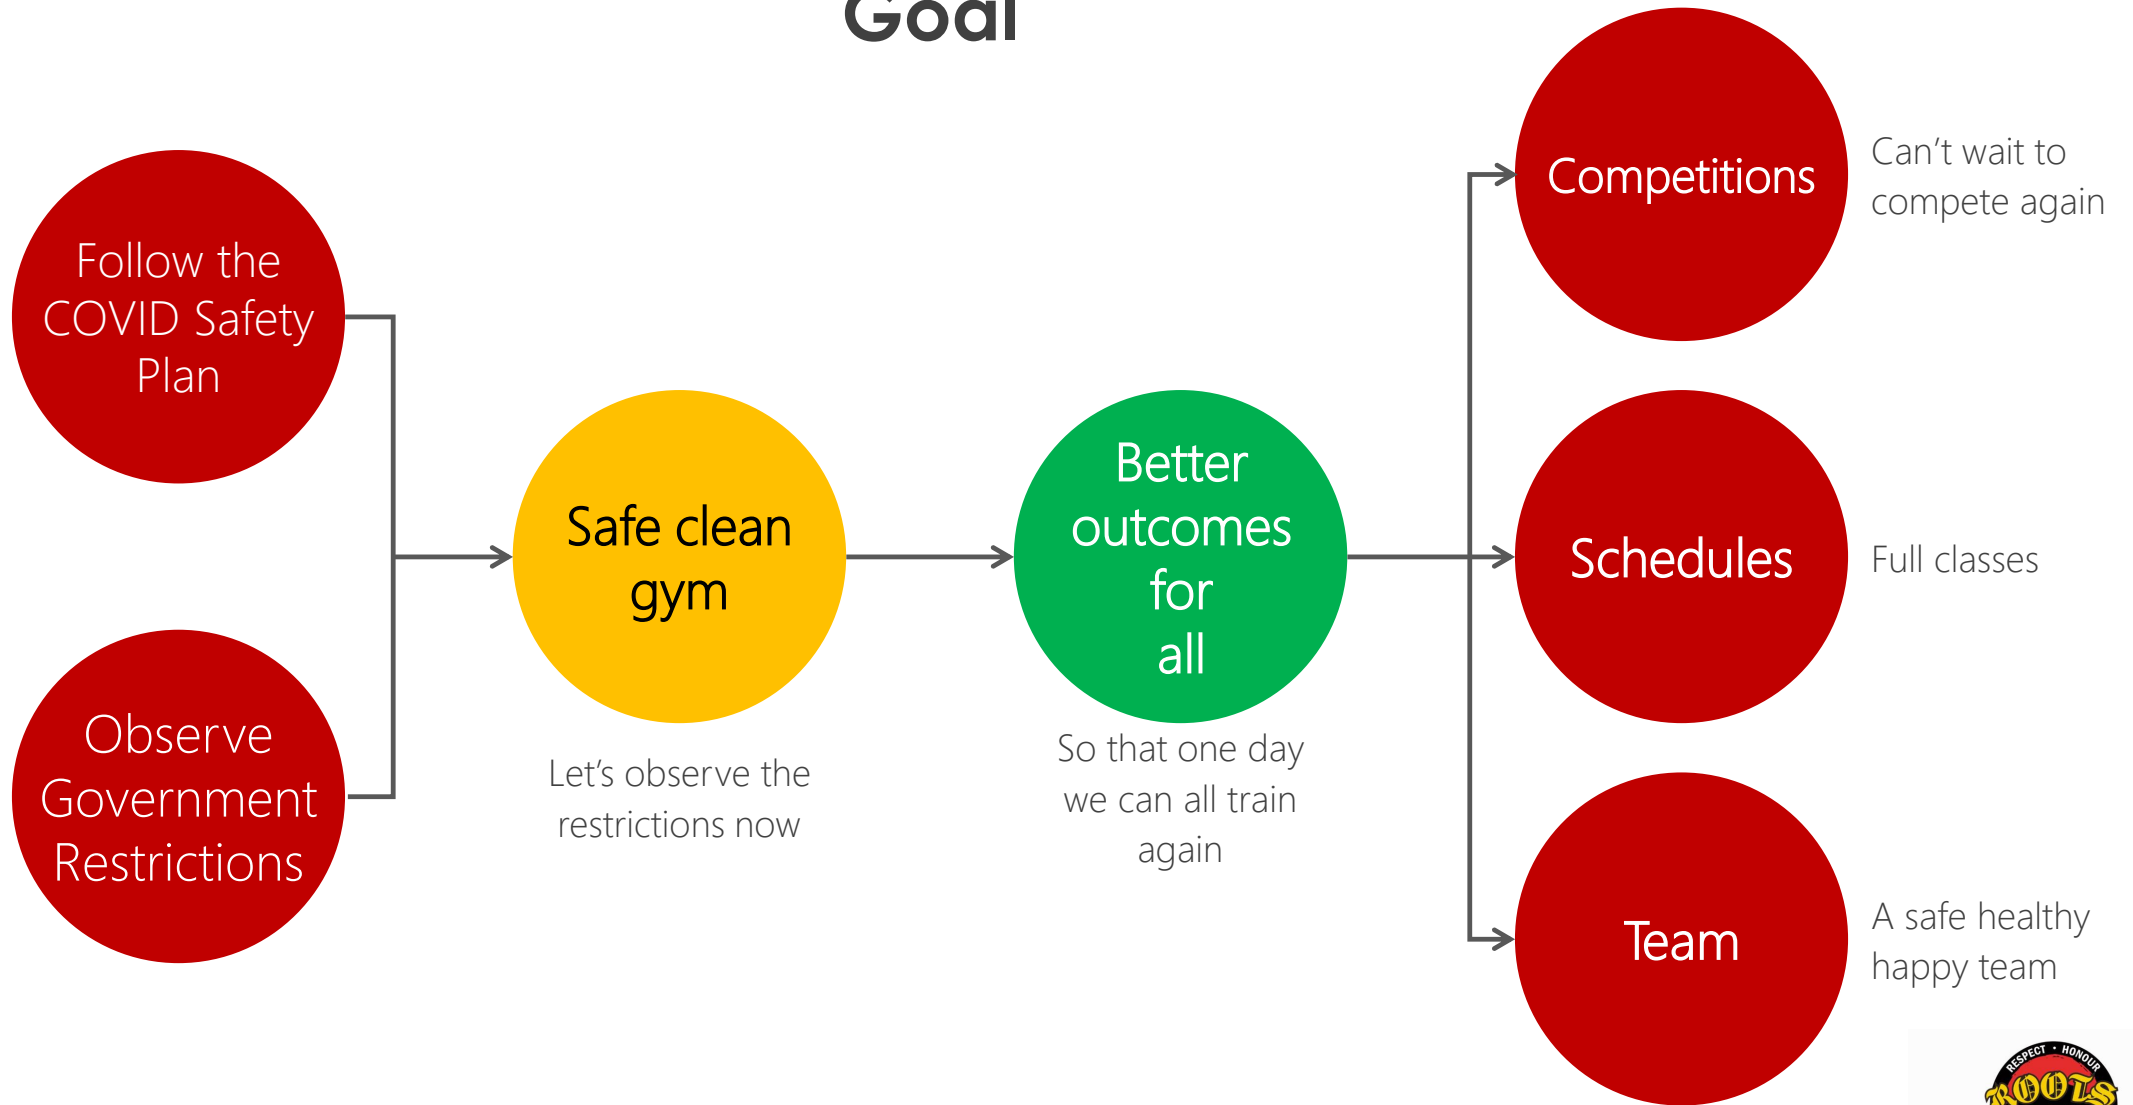 Goal
Follow the
COVID Safety
Plan
Observe
Government
Restrictions
Safe clean
gym
Let's observe the
restrictions now
Better
outcomes
for
all
So that one day
we can all train
again
Competitions
Can't wait to
compete again
Schedules
Full classes
Team
A safe healthy
happy team
RESPECT · HONOUR
ROOTS